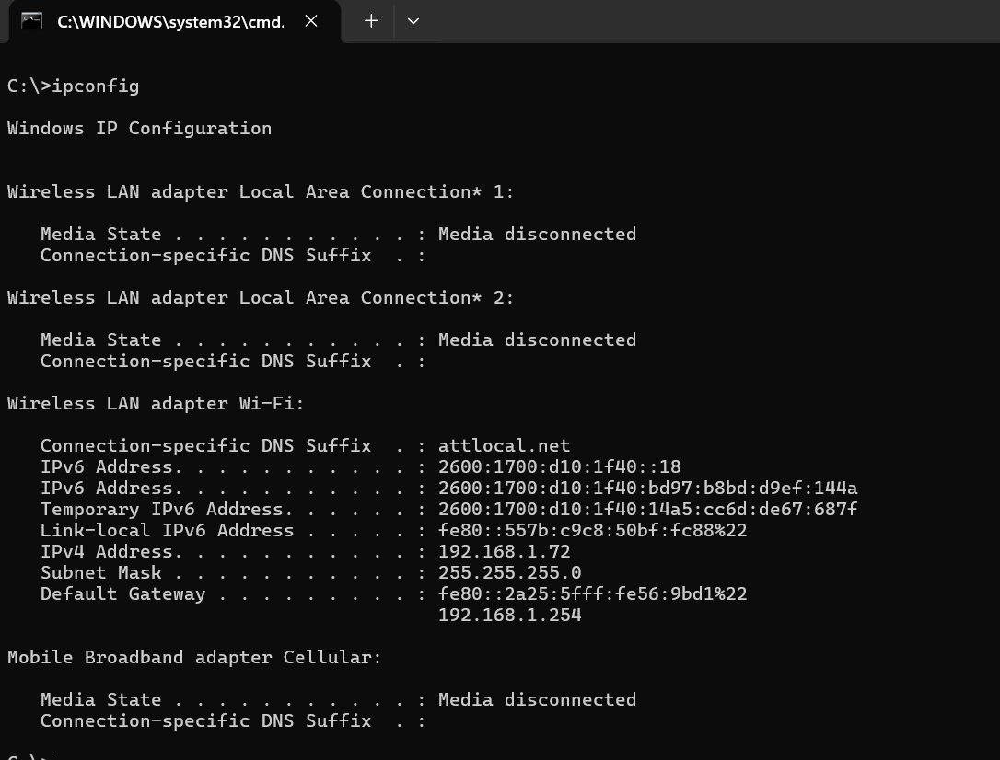 C:\WINDOWS\system32\cmd.
C:\>ipconfig
Windows IP Configuration
Wireless LAN adapter Local Area Connection* 1:
Media State . . . . . . . . . . . : Media disconnected
Connection-specific DNS Suffix  . :
Wireless LAN adapter Local Area Connection* 2:
Media State . . . . . . . . . . . : Media disconnected
Connection-specific DNS Suffix  . :
Wireless LAN adapter Wi-Fi:
Connection-specific DNS Suffix  . : attlocal.net
IPv6 Address. . . . . . . . . . . : 2600:1700:d10:1f40::18
IPv6 Address. . . . . . . . . . . : 2600:1700:d10:1f40:bd97:b8bd:d9ef:144a
Temporary IPv6 Address. . . . . . : 2600:1700:d10:1f40:14a5:cc6d:de67:687f
Link-local IPv6 Address . . . . . : fe80::557b:c9c8:50bf:fc88%22
IPv4 Address. . . . . . . . . . . : 192.168.1.72
Subnet Mask . . . . . . . . . . . : 255.255.255.0
Default Gateway . . . . . . . . . : fe80::2a25:5fff:fe56:9bd1%22
192.168.1.254
Mobile Broadband adapter Cellular:
Media State . . . . . . . . . . . : Media disconnected
Connection-specific DNS Suffix  . :
C:\>